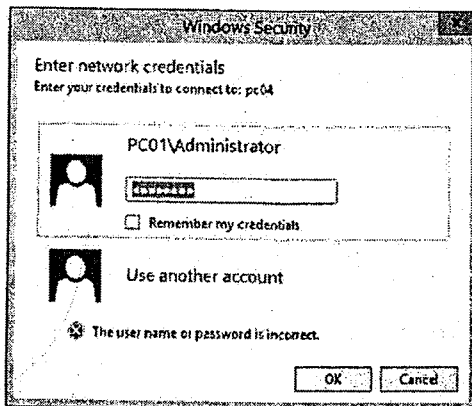 Windows Security
Enter network credentials
Enter your credentials to connect to: pc04
PC01\Administrator
Remember my credentials
Use another account
The user name or password is incorrect.
OK
Cancel